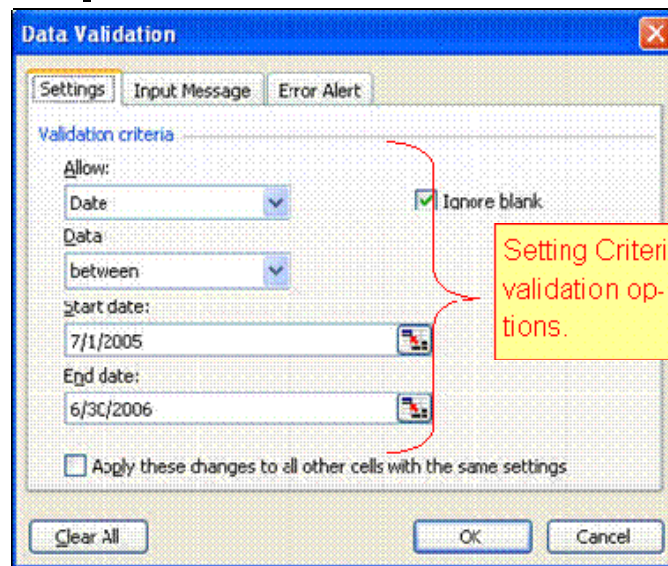 Data Validation
Settings
Input Message
Error Alert
Validation criteria
Allow:
Date
Ignore blank
Data
between
Setting Criteri
validation op-
tions.
Start date:
7/1/2005
End date:
6/30/2006
Apply these changes to all other cells with the same settings
Clear All
OK
Cancel